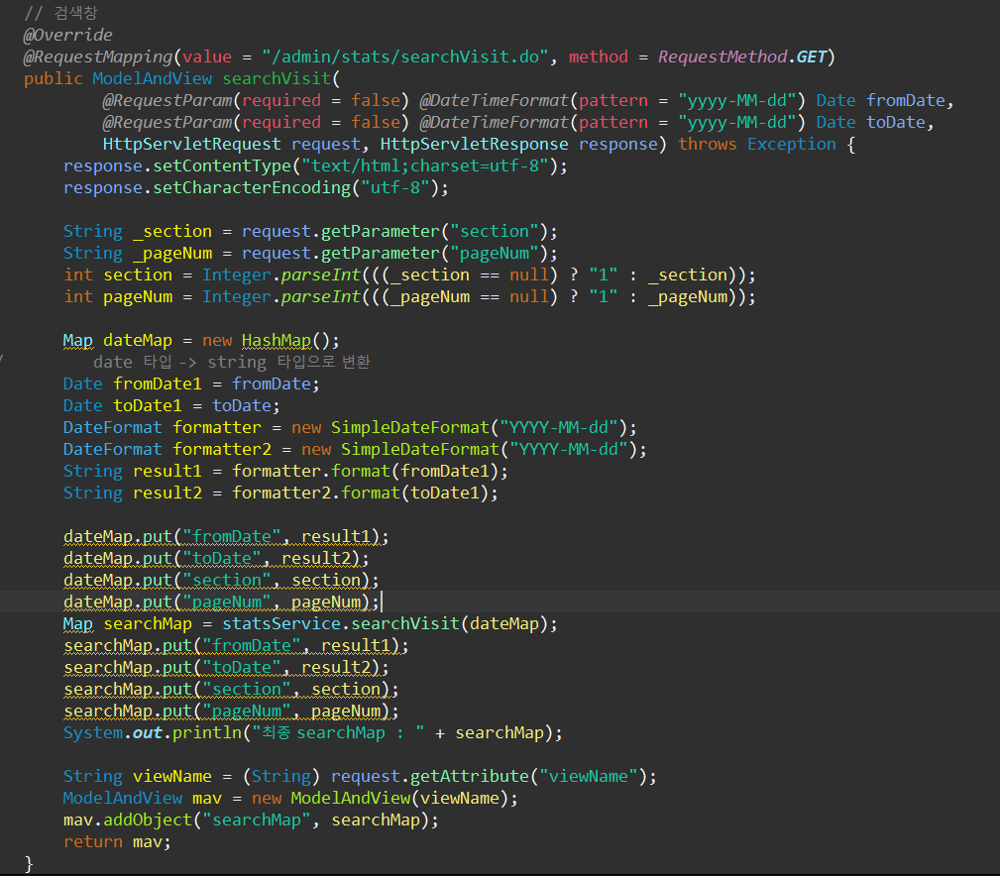 // 검색창
@Override
@RequestMapping(value = "/admin/stats/searchVisit.do", method = RequestMethod.GET)
public ModelAndView searchVisit(
        @RequestParam(required = false) @DateTimeFormat(pattern = "yyyy-MM-dd") Date fromDate,
        @RequestParam(required = false) @DateTimeFormat(pattern = "yyyy-MM-dd") Date toDate,
        HttpServletRequest request, HttpServletResponse response) throws Exception {
    response.setContentType("text/html;charset=utf-8");
    response.setCharacterEncoding("utf-8");

    String _section = request.getParameter("section");
    String _pageNum = request.getParameter("pageNum");
    int section = Integer.parseInt(((_section == null) ? "1" : _section));
    int pageNum = Integer.parseInt(((_pageNum == null) ? "1" : _pageNum));

    Map dateMap = new HashMap();
/       date 타입 -> string 타입으로 변환
    Date fromDate1 = fromDate;
    Date toDate1 = toDate;
    DateFormat formatter = new SimpleDateFormat("YYYY-MM-dd");
    DateFormat formatter2 = new SimpleDateFormat("YYYY-MM-dd");
    String result1 = formatter.format(fromDate1);
    String result2 = formatter2.format(toDate1);

    dateMap.put("fromDate", result1);
    dateMap.put("toDate", result2);
    dateMap.put("section", section);
    dateMap.put("pageNum", pageNum);
    Map searchMap = statsService.searchVisit(dateMap);
    searchMap.put("fromDate", result1);
    searchMap.put("toDate", result2);
    searchMap.put("section", section);
    searchMap.put("pageNum", pageNum);
    System.out.println("최종 searchMap : " + searchMap);

    String viewName = (String) request.getAttribute("viewName");
    ModelAndView mav = new ModelAndView(viewName);
    mav.addObject("searchMap", searchMap);
    return mav;
}